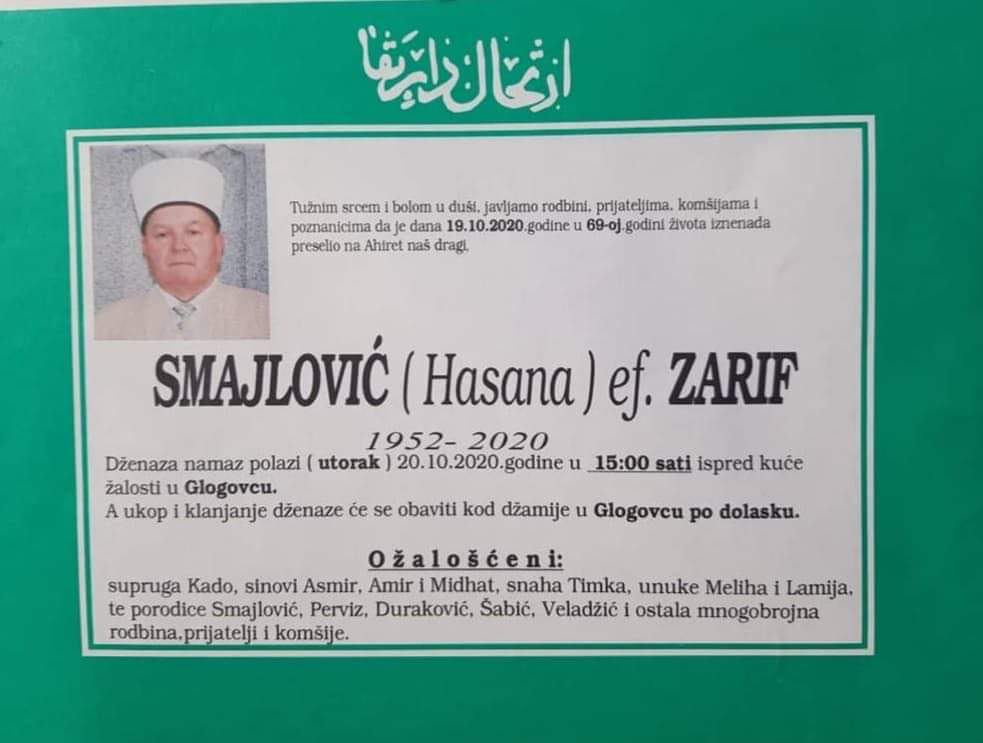 ارتحال دار بقا
Tužnim srcem i bolom u duši, javljamo rodbini, prijateljima, komšijama i
poznanicima da je dana 19.10.2020.godine u 69-oj.godini života iznenada
preselio na Ahiret naš dragi,
SMAJLOVIĆ ( Hasana ) ef. ZARIF
1952- 2020
Dženaza namaz polazi ( utorak ) 20.10.2020.godine u 15:00 sati ispred kuće
žalosti u Glogovcu.
A ukop i klanjanje dženaze će se obaviti kod džamije u Glogovcu po dolasku.
Ožalošćeni:
supruga Kado, sinovi Asmir, Amir i Midhat, snaha Timka, unuke Meliha i Lamija,
te porodice Smajlović, Perviz, Duraković, Šabić, Veladžić i ostala mnogobrojna
rodbina,prijatelji i komšije.